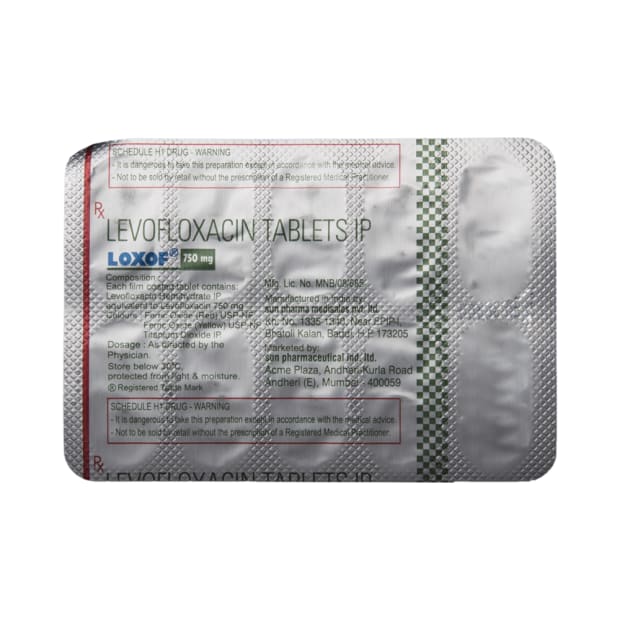 SCHEDULE H1 DRUG - WARNING
- It is dangerous to take this preparation except in accordance with the medical advice.
- Not to be sold by retail without the prescription of a Registered Medical Practitioner.
Rx
LEVOFLOXACIN TABLETS IP
LOXOF® 750 mg
Composition:
Each film coated tablet contains:
Levofloxacin Hemihydrate IP
equivalent to Levofloxacin 750 mg
Colours : Ferric Oxide (Red) USP-NF
Ferric Oxide (Yellow) USP-NF
Titanium Dioxide IP
Dosage : As directed by the
Physician.
Store below 30°C,
protected from light & moisture.
® Registered Trade Mark
Mfg. Lic. No. MNB/08/665
Manufactured in India by:
sun pharma medisales pvt. ltd.
Kh. No. 1335-1340, Near EPIP-I,
Bhatoli Kalan, Baddi, H.P. 173205
Marketed by:
sun pharmaceutical ind. ltd.
Acme Plaza, Andheri-Kurla Road
Andheri (E), Mumbai - 400059
SCHEDULE H1 DRUG - WARNING
- It is dangerous to take this preparation except in accordance with the medical advice.
- Not to be sold by retail without the prescription of a Registered Medical Practitioner.
Rx
LEVOFLOXACIN TABLETS IP